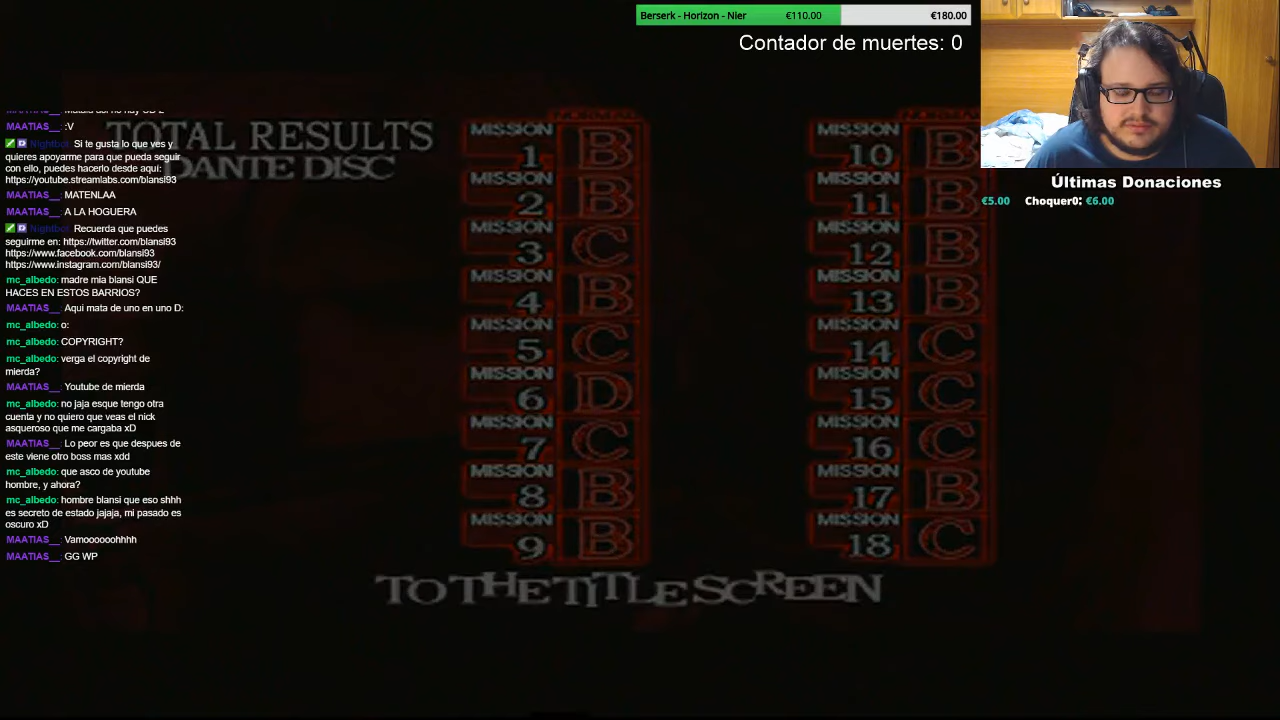 Berserk - Horizon - Nier €110.00 €180.00
Contador de muertes: 0
MAATIAS__: :V
Nightbot: Si te gusta lo que ves y
quieres apoyarme para que pueda seguir
con ello, puedes hacerlo desde aquí:
https://youtube.streamlabs.com/blansi93
MAATIAS__: MATENLAA
MAATIAS__: A LA HOGUERA
Nightbot: Recuerda que puedes
seguirme en: https://twitter.com/blansi93
https://www.facebook.com/blansi93
https://www.instagram.com/blansi93/
mc_albedo: madre mia blansi QUE
HACES EN ESTOS BARRIOS?
MAATIAS__: Aqui mata de uno en uno D:
mc_albedo: o:
mc_albedo: COPYRIGHT?
mc_albedo: verga el copyright de
mierda?
MAATIAS__: Youtube de mierda
mc_albedo: no jaja esque tengo otra
cuenta y no quiero que veas el nick
asqueroso que me cargaba xD
MAATIAS__: Lo peor es que despues de
este viene otro boss mas xdd
mc_albedo: que asco de youtube
hombre, y ahora?
mc_albedo: hombre blansi que eso shhh
es secreto de estado jajaja, mi pasado es
oscuro xD
MAATIAS__: Vamoooooohhhh
MAATIAS__: GG WP
TOTAL RESULTS
DANTE DISC
NORMAL
MISSION 1 B
MISSION 2 B
MISSION 3 C
MISSION 4 B
MISSION 5 C
MISSION 6 D
MISSION 7 C
MISSION 8 B
MISSION 9 B
NORMAL
MISSION 10 B
MISSION 11 B
MISSION 12 B
MISSION 13 B
MISSION 14 C
MISSION 15 C
MISSION 16 C
MISSION 17 B
MISSION 18 C
TO THE TITLE SCREEN
Últimas Donaciones
€5.00 Choquer0: €6.00